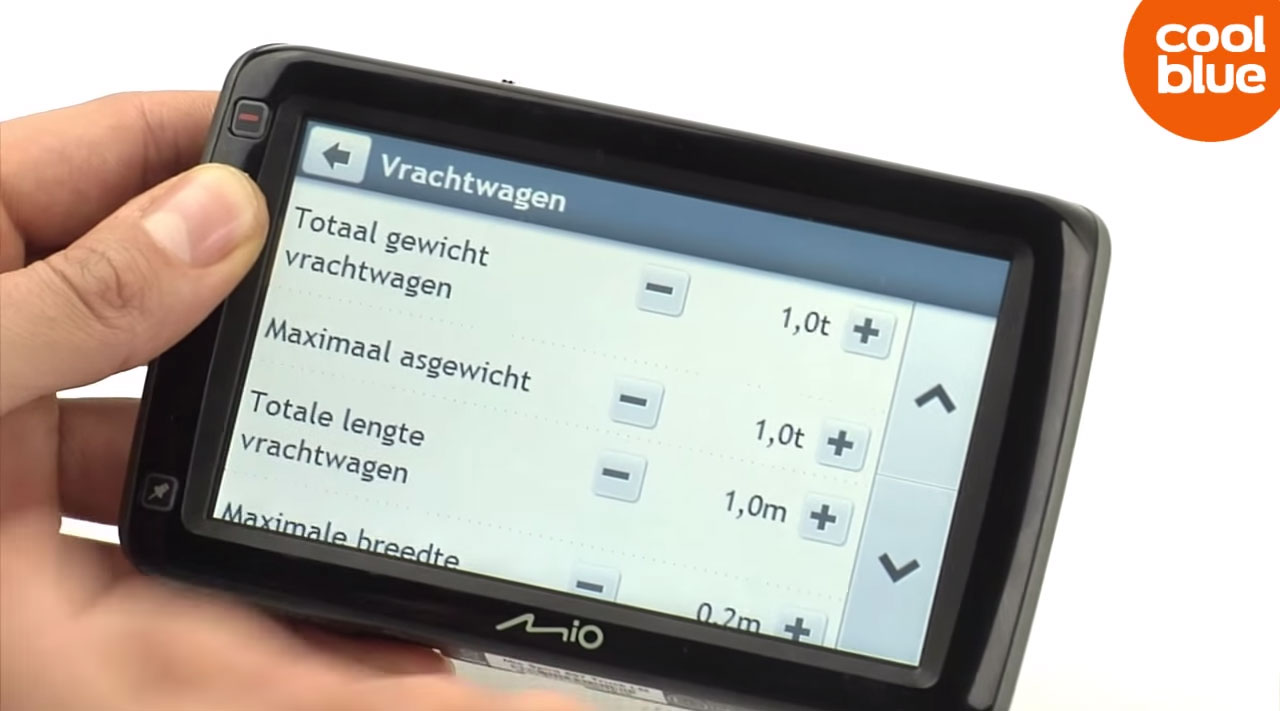 cool
blue
Vrachtwagen
Totaal gewicht
vrachtwagen
1,0t
Maximaal asgewicht
1,0t
Totale lengte
vrachtwagen
1,0m
Maximale breedte
0,2m
Mio